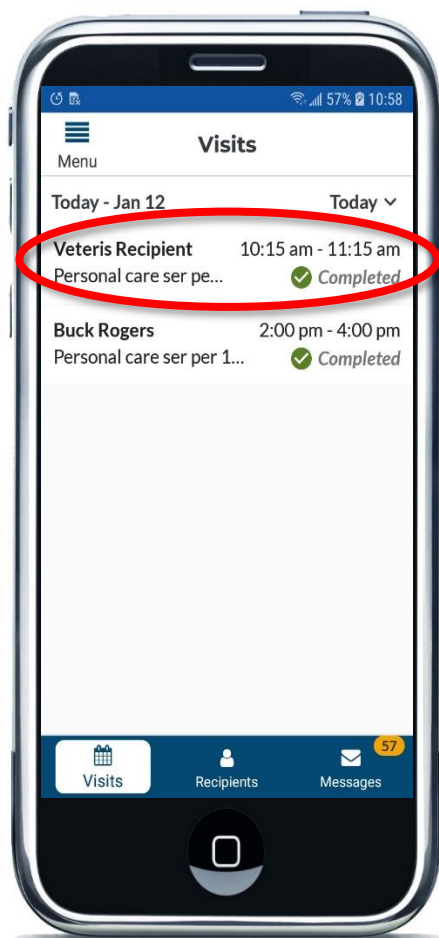 57% 10:58
Menu
Visits
Today - Jan 12 Today
Veteris Recipient 10:15 am - 11:15 am
Personal care ser pe... Completed
Buck Rogers 2:00 pm - 4:00 pm
Personal care ser per 1... Completed
57
Visits Recipients Messages